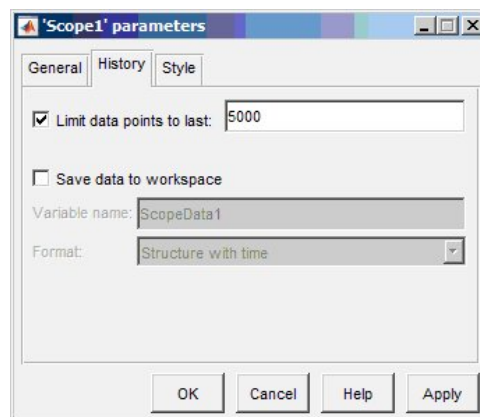 'Scope1' parameters
General History Style
Limit data points to last: 5000
Save data to workspace
Variable name: ScopeData1
Format: Structure with time
OK Cancel Help Apply